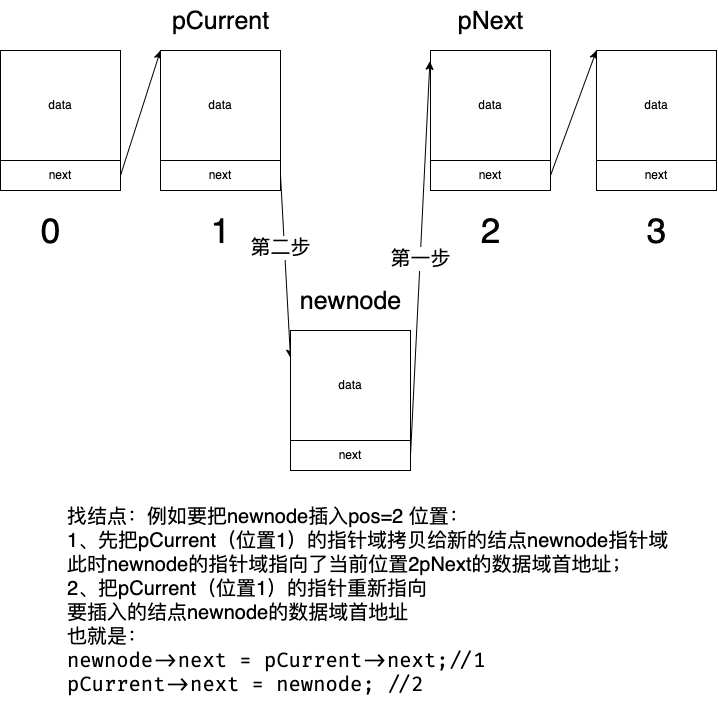 pCurrent pNext
data data data data
next next next next
0 1 2 3
第二步 第一步
newnode
data
next
找结点：例如要把newnode插入pos=2 位置：
1、先把pCurrent（位置1）的指针域拷贝给新的结点newnode指针域
此时newnode的指针域指向了当前位置2pNext的数据域首地址；
2、把pCurrent（位置1）的指针重新指向
要插入的结点newnode的数据域首地址
也就是：
newnode->next = pCurrent->next;//1
pCurrent->next = newnode; //2